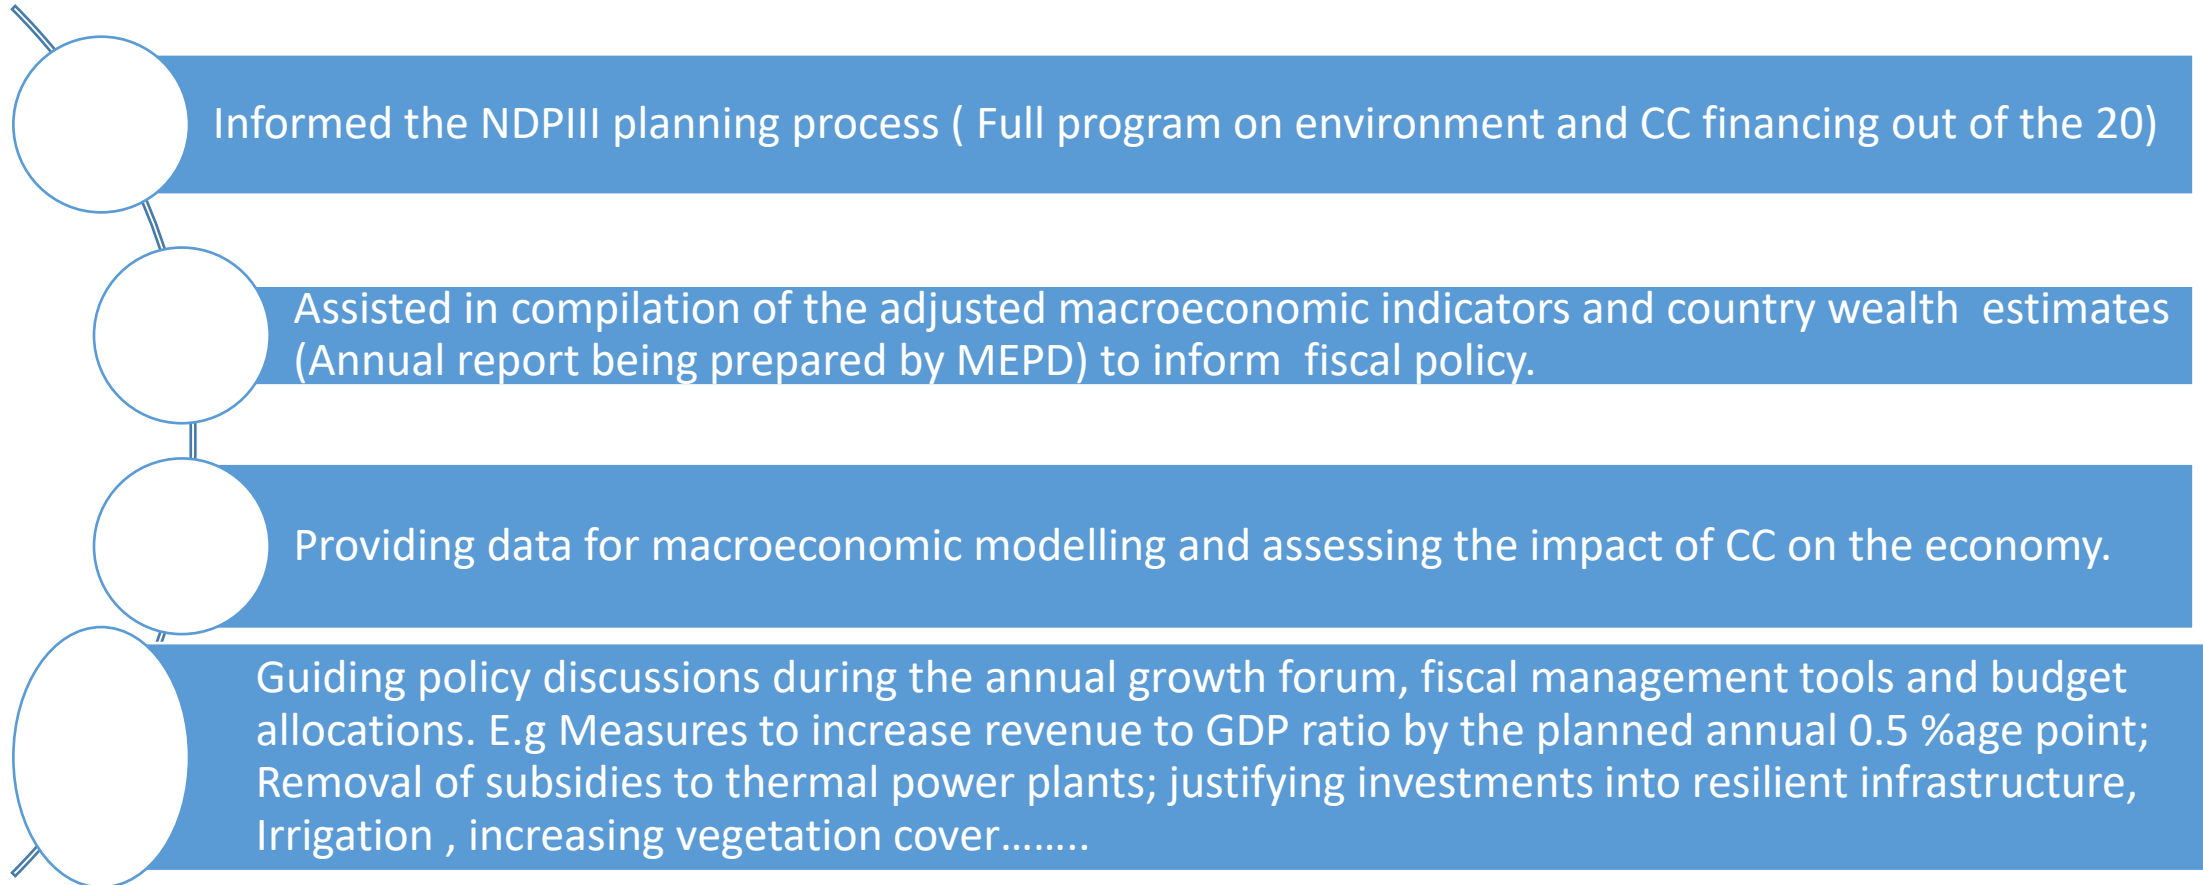 Informed the NDPIII planning process ( Full program on environment and CC financing out of the 20)
Assisted in compilation of the adjusted macroeconomic indicators and country wealth  estimates
(Annual report being prepared by MEPD) to inform  fiscal policy.
Providing data for macroeconomic modelling and assessing the impact of CC on the economy.
Guiding policy discussions during the annual growth forum, fiscal management tools and budget
allocations. E.g Measures to increase revenue to GDP ratio by the planned annual 0.5 %age point;
Removal of subsidies to thermal power plants; justifying investments into resilient infrastructure,
Irrigation , increasing vegetation cover……..